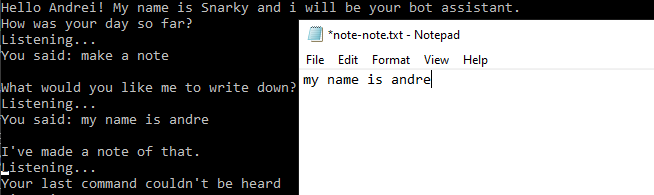 Hello Andrei! My name is Snarky and i will be your bot assistant.
How was your day so far?
Listening...
You said: make a note
What would you like me to write down?
Listening...
You said: my name is andre
I've made a note of that.
Listening...
Your last command couldn't be heard
*note-note.txt - Notepad
File Edit Format View Help
my name is andre